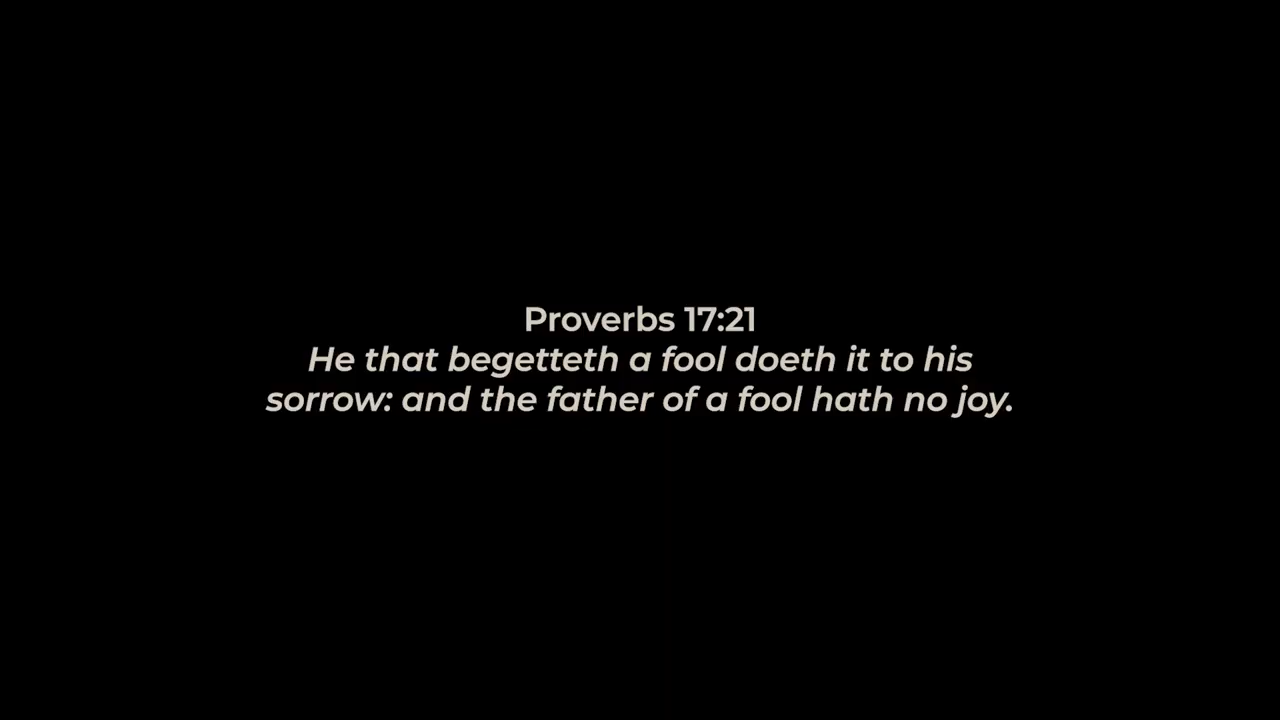 Proverbs 17:21
He that begetteth a fool doeth it to his
sorrow: and the father of a fool hath no joy.